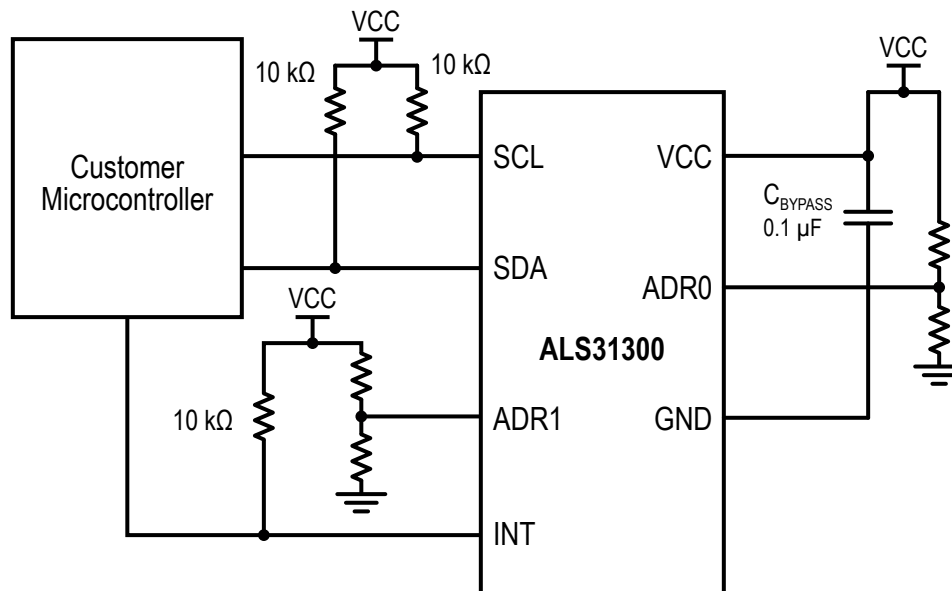 VCC
10 kΩ
10 kΩ
VCC
Customer
Microcontroller
SCL
VCC
C_BYPASS
0.1 µF
SDA
VCC
ADR0
ALS31300
10 kΩ
ADR1
GND
INT